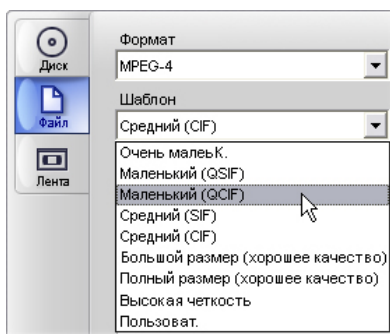 Диск
Файл
Лента
Формат
MPEG-4
Шаблон
Средний (CIF)
Очень малеьК.
Маленький (QSIF)
Маленький (QCIF)
Средний (SIF)
Средний (CIF)
Большой размер (хорошее качество)
Полный размер (хорошее качество)
Высокая четкость
Пользоват.